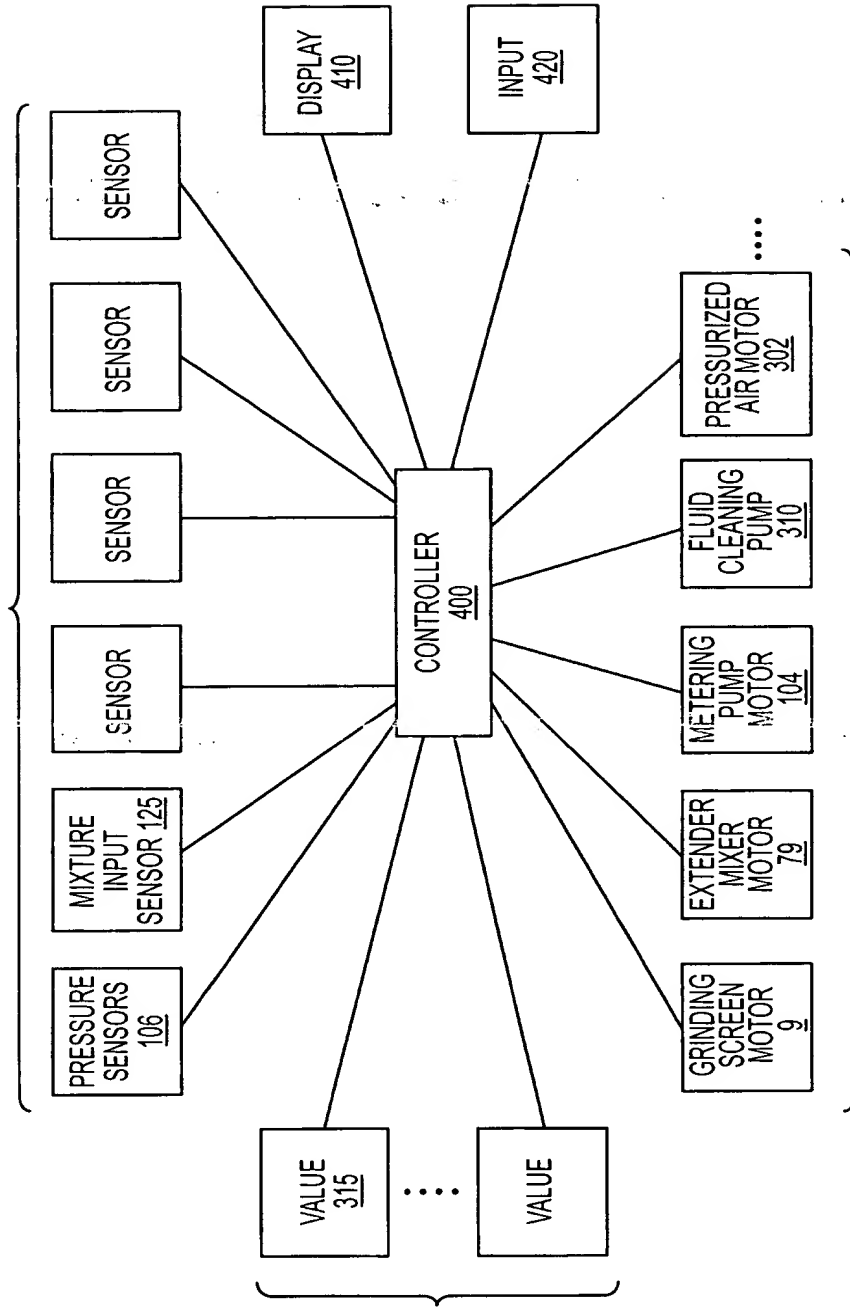 PRESSURE
SENSORS
106
MIXTURE
INPUT
SENSOR 125
SENSOR
SENSOR
SENSOR
SENSOR
VALUE
315
....
VALUE
CONTROLLER
400
DISPLAY
410
INPUT
420
GRINDING
SCREEN
MOTOR
9
EXTENDER
MIXER
MOTOR
79
METERING
PUMP
MOTOR
104
FLUID
CLEANING
PUMP
310
PRESSURIZED
AIR MOTOR
302
....